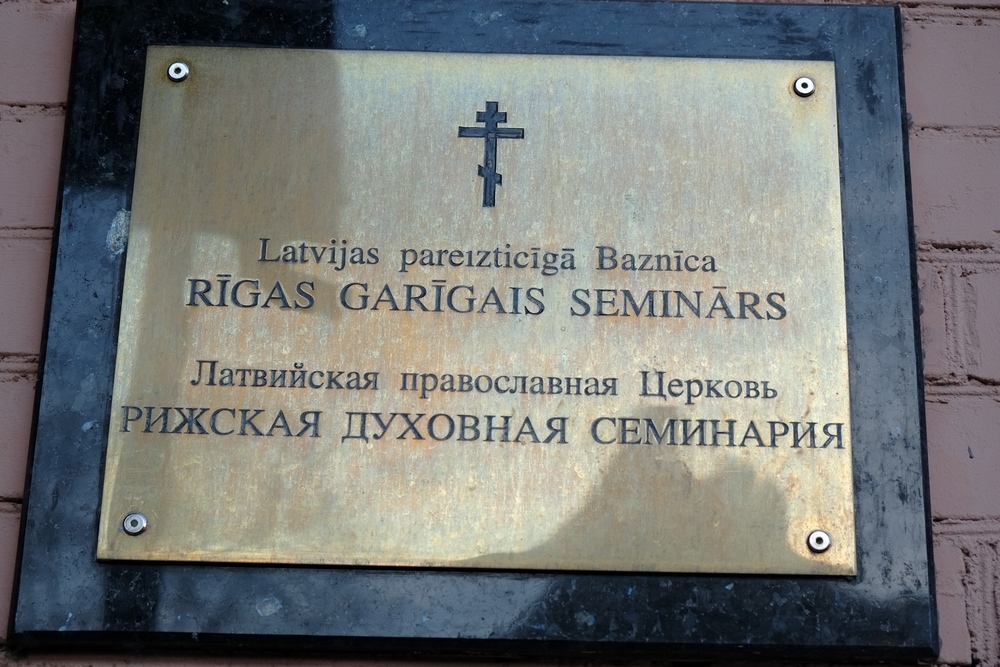 Latvijas pareizticīgā Baznīca
RĪGAS GARĪGAIS SEMINĀRS
Латвийская православная Церковь
РИЖСКАЯ ДУХОВНАЯ СЕМИНАРИЯ